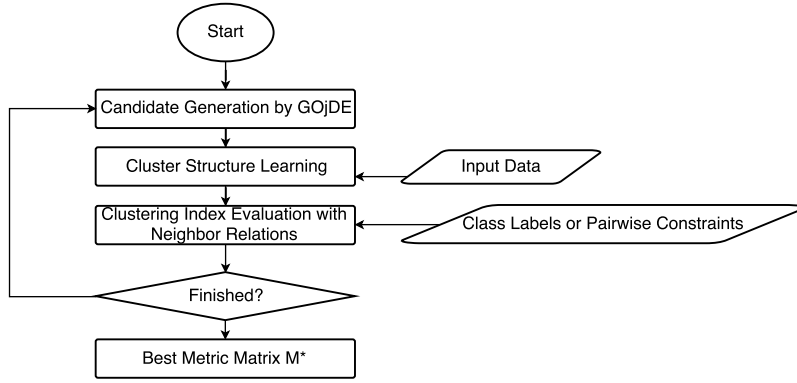 Start
Candidate Generation by GOjDE
Cluster Structure Learning
Input Data
Clustering Index Evaluation with
Neighbor Relations
Class Labels or Pairwise Constraints
Finished?
Best Metric Matrix M*